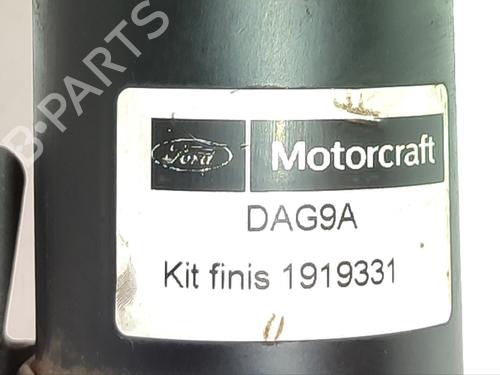 B-PARTS
Ford Motorcraft
DAG9A
Kit finis 1919331